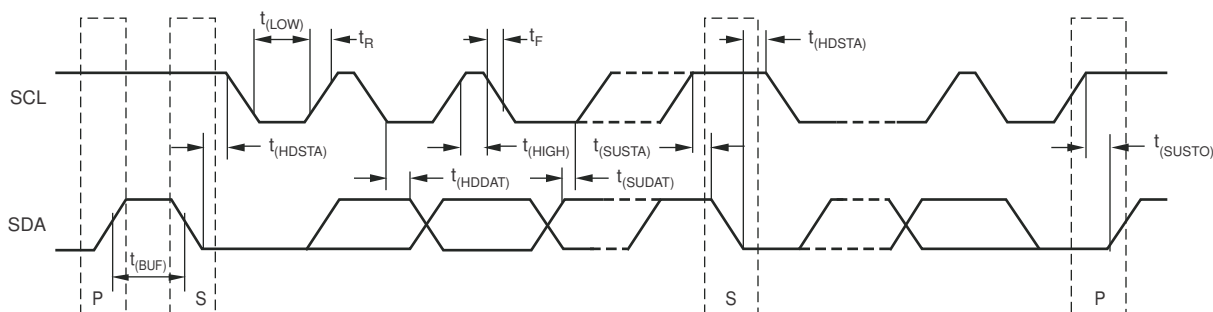 t(LOW)
tR
tF
t(HDSTA)
SCL
t(HDSTA)
t(HIGH)
t(SUSTA)
t(SUSTO)
t(HDDAT)
t(SUDAT)
SDA
t(BUF)
P
S
S
P